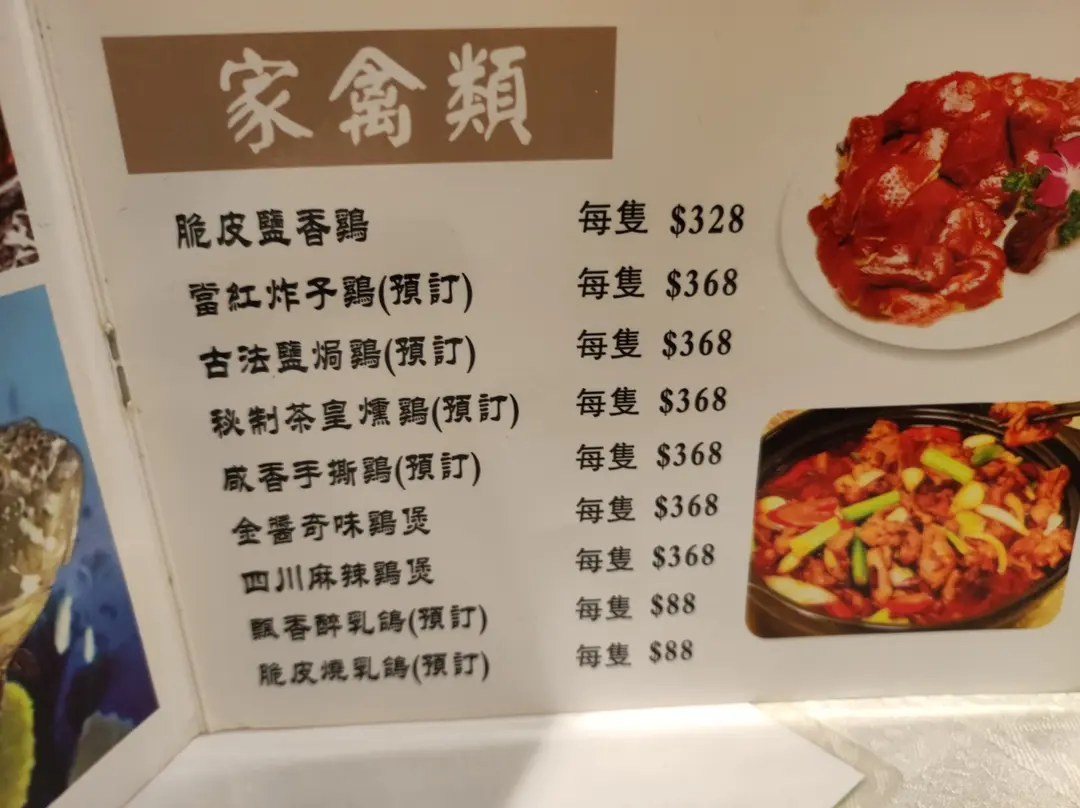 家禽類
脆皮鹽香鷄 每隻 $328
當紅炸子鷄(預訂) 每隻 $368
古法鹽焗鷄(預訂) 每隻 $368
秘制茶皇燻鷄(預訂) 每隻 $368
咸香手撕鷄(預訂) 每隻 $368
金醬奇味鷄煲 每隻 $368
四川麻辣鷄煲 每隻 $368
飄香醉乳鴿(預訂) 每隻 $88
脆皮燒乳鴿(預訂) 每隻 $88